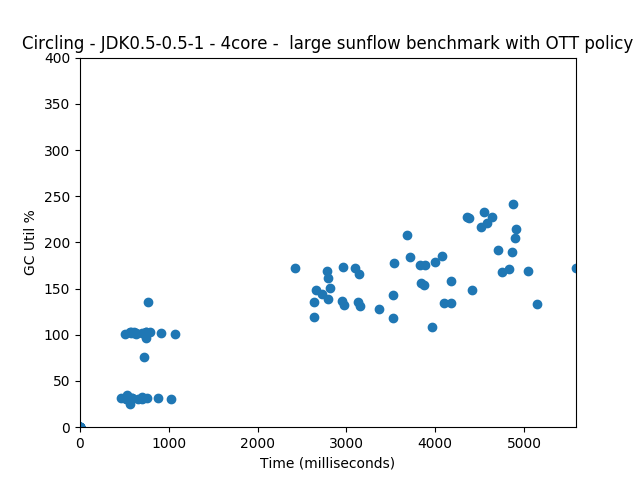 Circling - JDK0.5-0.5-1 - 4core -  large sunflow benchmark with OTT policy
400
350
300
250
200
150
100
50
0
GC Util %
0 1000 2000 3000 4000 5000
Time (milliseconds)